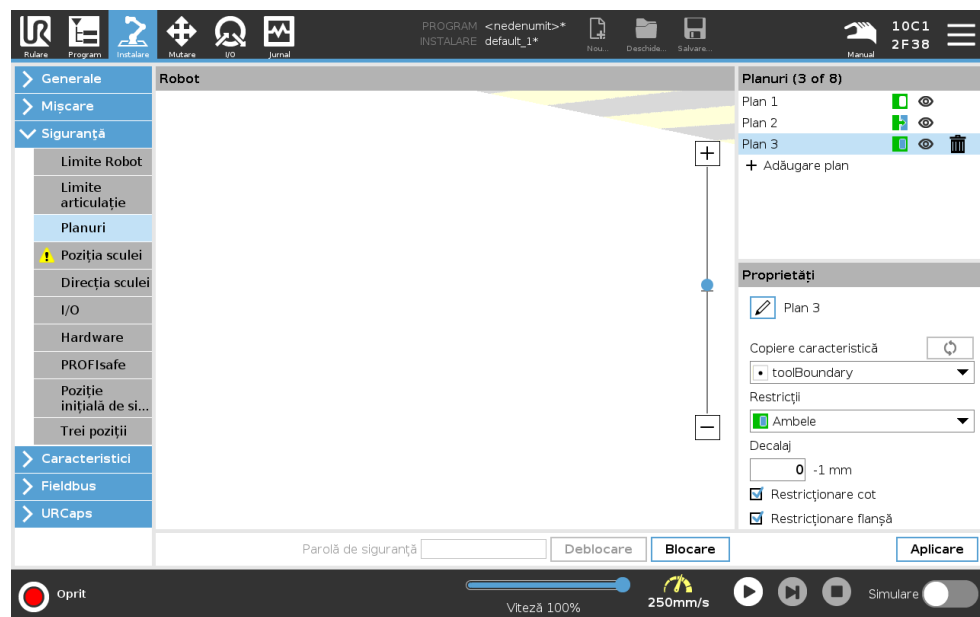 PROGRAM <nedenumit>*
INSTALARE default_1*
Rulare
Program
Instalare
Mutare
I/O
Jurnal
Nou...
Deschide...
Salvare...
Manual
10C1
2F38
Generale
Mișcare
Siguranță
Limite Robot
Limite
articulație
Planuri
Poziția sculei
Direcția sculei
I/O
Hardware
PROFIsafe
Poziție
inițială de si...
Trei poziții
Caracteristici
Fieldbus
URCaps
Robot
+
−
Parolă de siguranță
Deblocare
Blocare
Planuri (3 of 8)
Plan 1
Plan 2
Plan 3
+ Adăugare plan
Proprietăți
Plan 3
Copiere caracteristică
toolBoundary
Restricții
Ambele
Decalaj
0 -1 mm
Restricționare cot
Restricționare flanșă
Aplicare
Oprit
Viteză 100%
250mm/s
Simulare